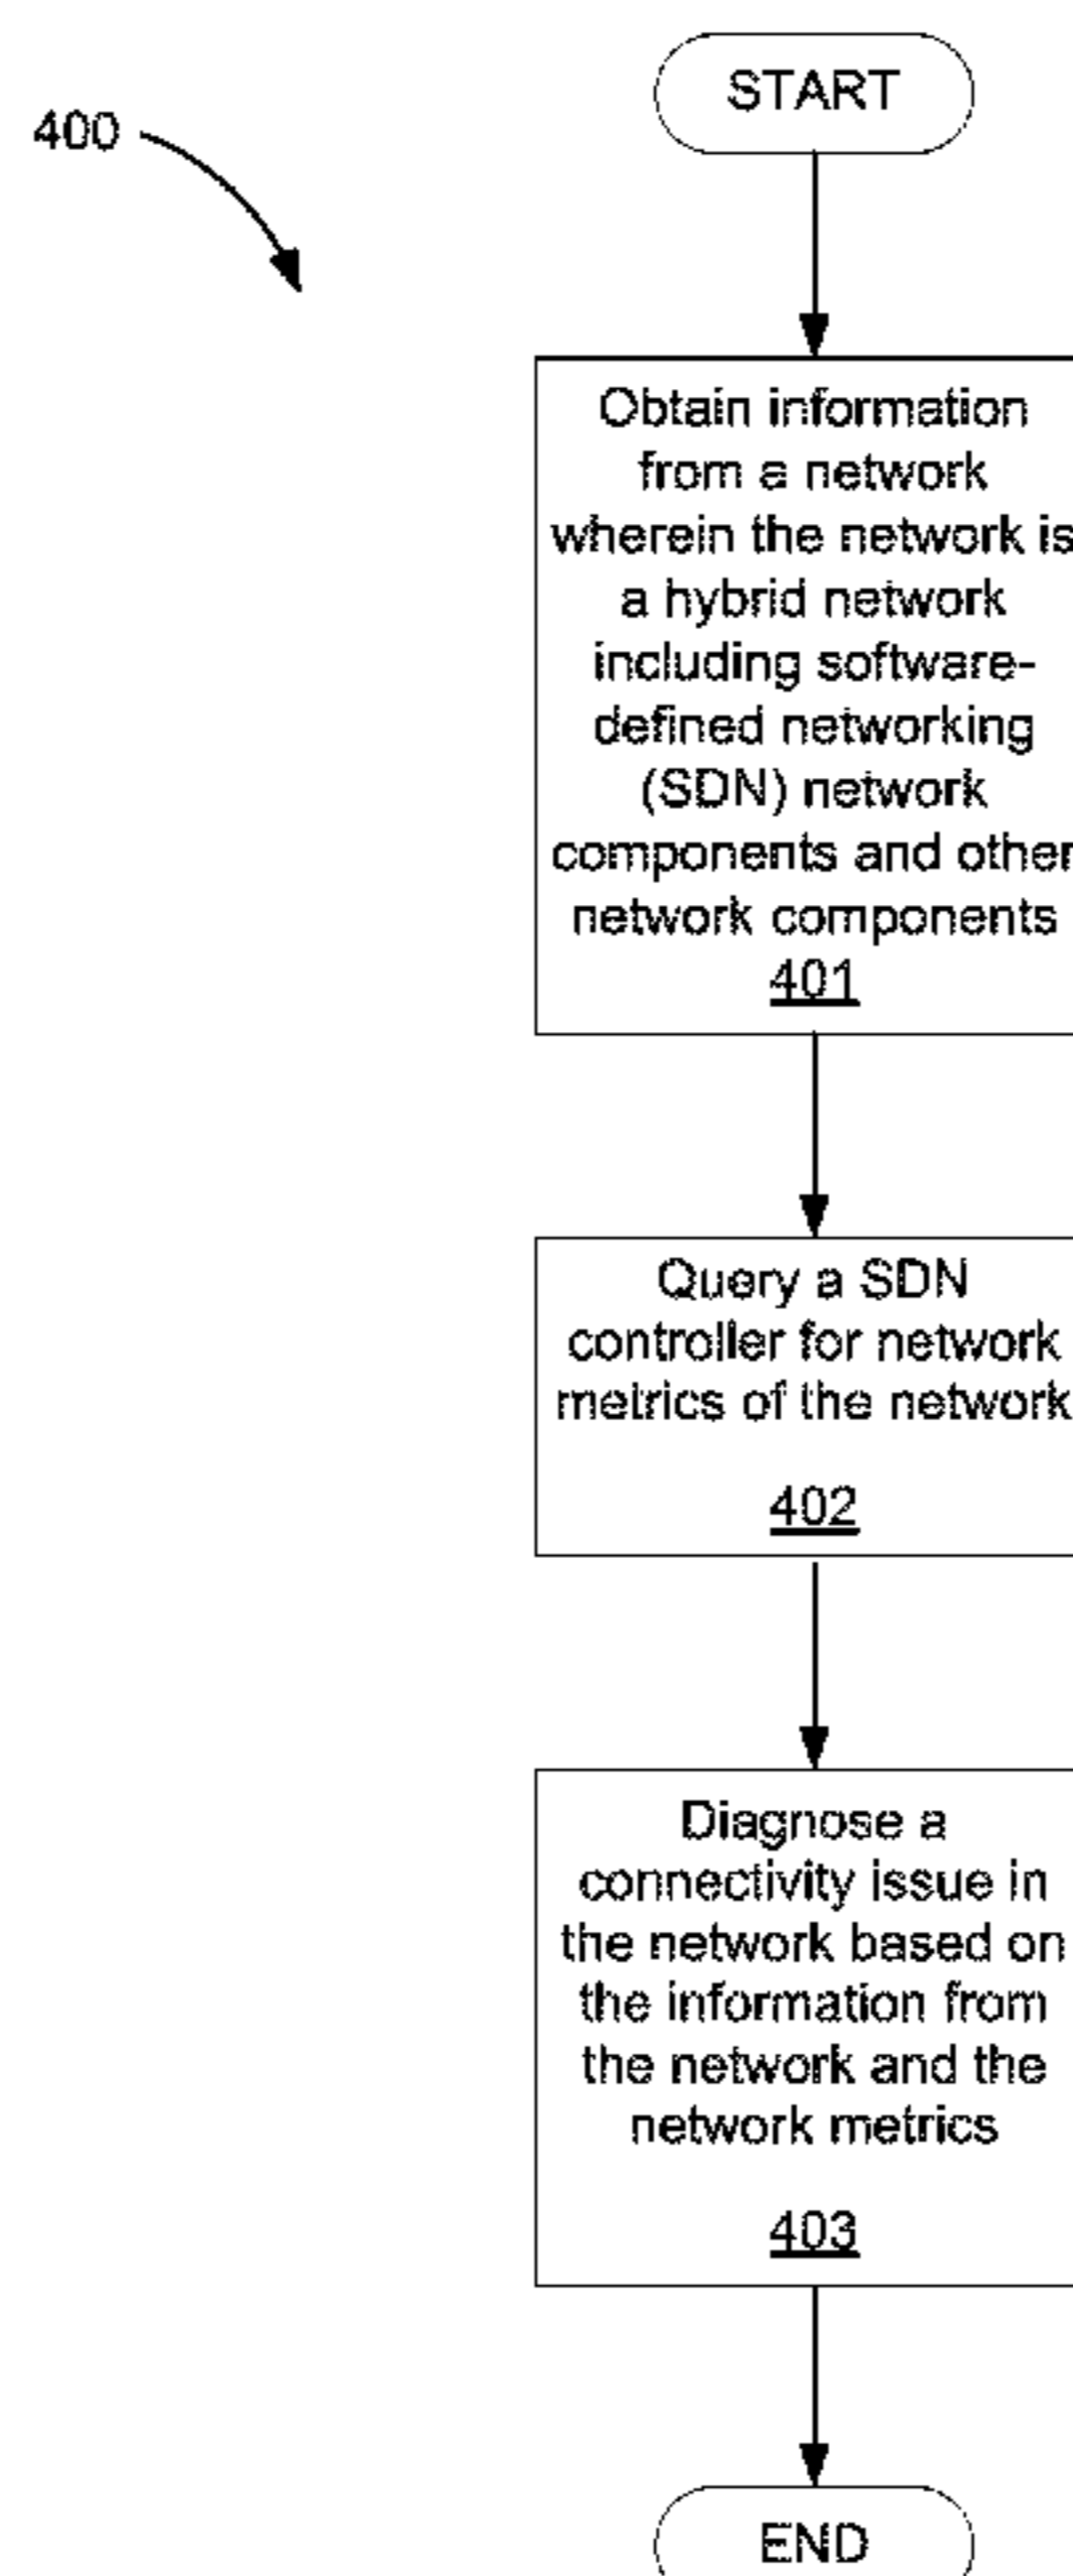 START
400
Obtain information
from a network
wherein the network is
a hybrid network
including software-
defined networking
(SDN) network
components and other
network components
401
Query a SDN
controller for network
metrics of the network
402
Diagnose a
connectivity issue in
the network based on
the information from
the network and the
network metrics
403
END